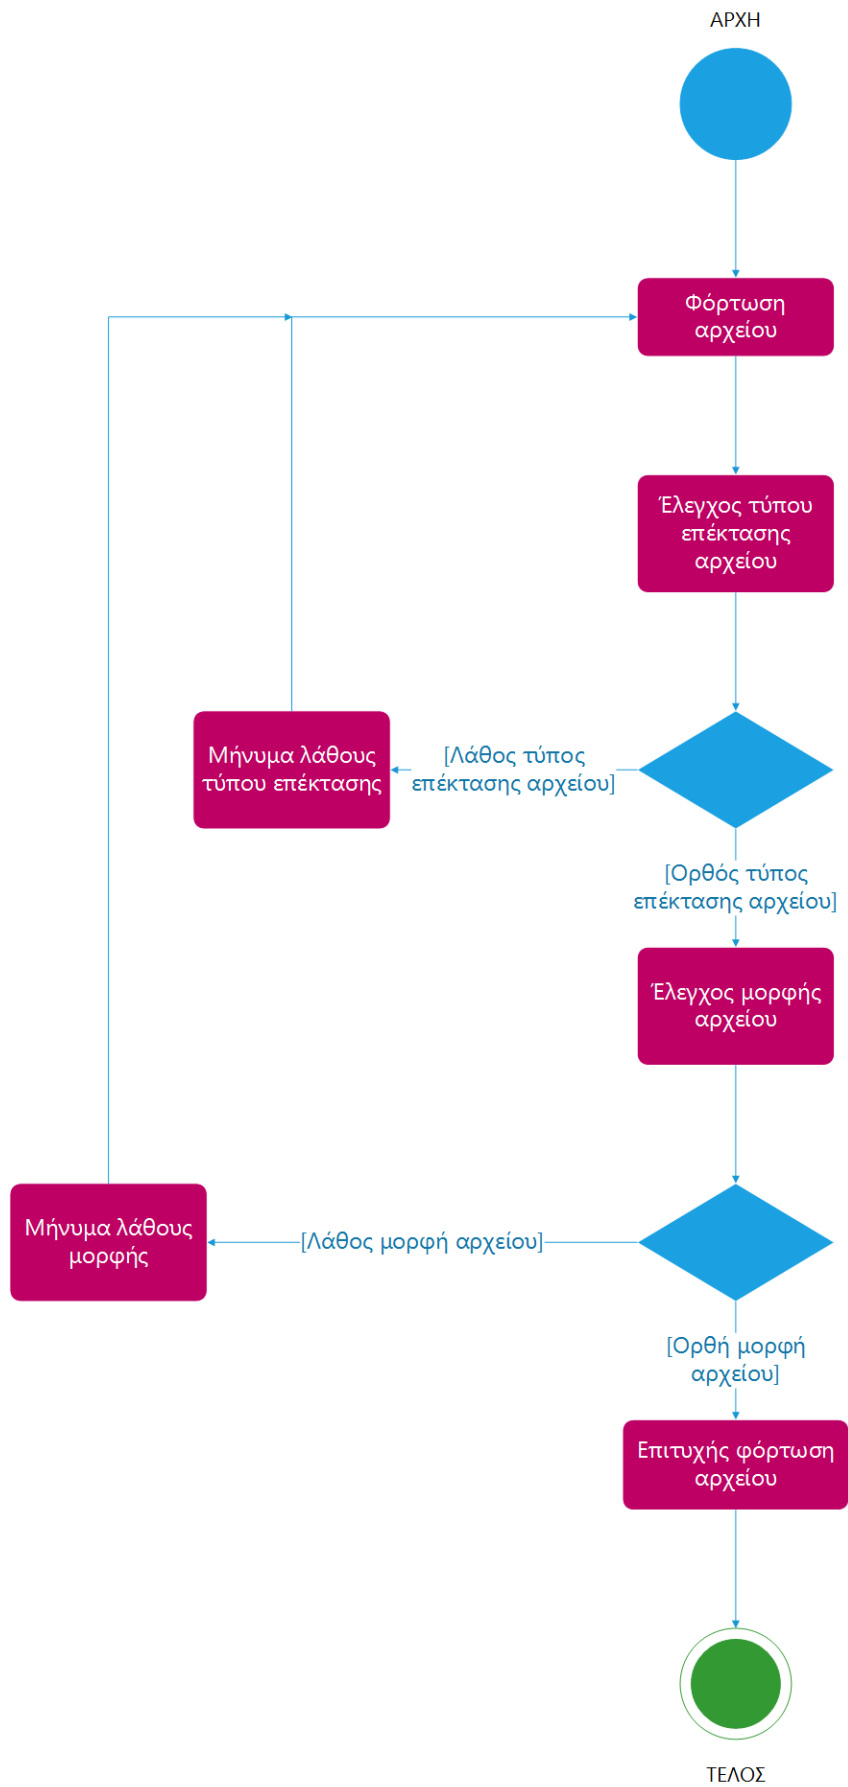 ΑΡΧΗ
Φόρτωση
αρχείου
Έλεγχος τύπου
επέκτασης
αρχείου
Μήνυμα λάθους
τύπου επέκτασης
[Λάθος τύπος
επέκτασης αρχείου]
[Ορθός τύπος
επέκτασης αρχείου]
Έλεγχος μορφής
αρχείου
Μήνυμα λάθους
μορφής
[Λάθος μορφή αρχείου]
[Ορθή μορφή
αρχείου]
Επιτυχής φόρτωση
αρχείου
ΤΕΛΟΣ